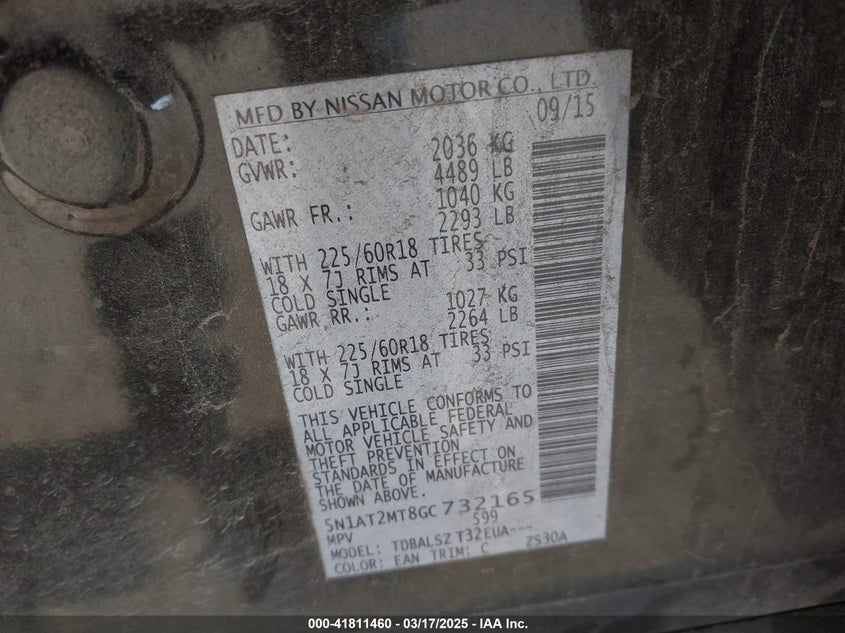 MFD BY NISSAN MOTOR CO., LTD.
DATE: 09/15
GVWR: 2036 KG
4489 LB
GAWR FR.: 1040 KG
2293 LB
WITH 225/60R18 TIRES
18 X 7J RIMS AT 33 PSI
COLD SINGLE
GAWR RR.: 1027 KG
2264 LB
WITH 225/60R18 TIRES
18 X 7J RIMS AT 33 PSI
COLD SINGLE
THIS VEHICLE CONFORMS TO
ALL APPLICABLE FEDERAL
MOTOR VEHICLE SAFETY AND
THEFT PREVENTION
STANDARDS IN EFFECT ON
THE DATE OF MANUFACTURE
SHOWN ABOVE.
5N1AT2MT8GC732165
MPV 599
MODEL: TDBALSZ T32EUA---
COLOR: EAN TRIM: C ZS30A
000-41811460 - 03/17/2025 - IAA Inc.